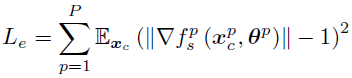 $L_e = \sum_{p=1}^{P} \mathbb{E}_{\boldsymbol{x}_c} \left( \left\| \nabla f_s^p \left( \boldsymbol{x}_c^p, \boldsymbol{\theta}^p \right) \right\| - 1 \right)^2$